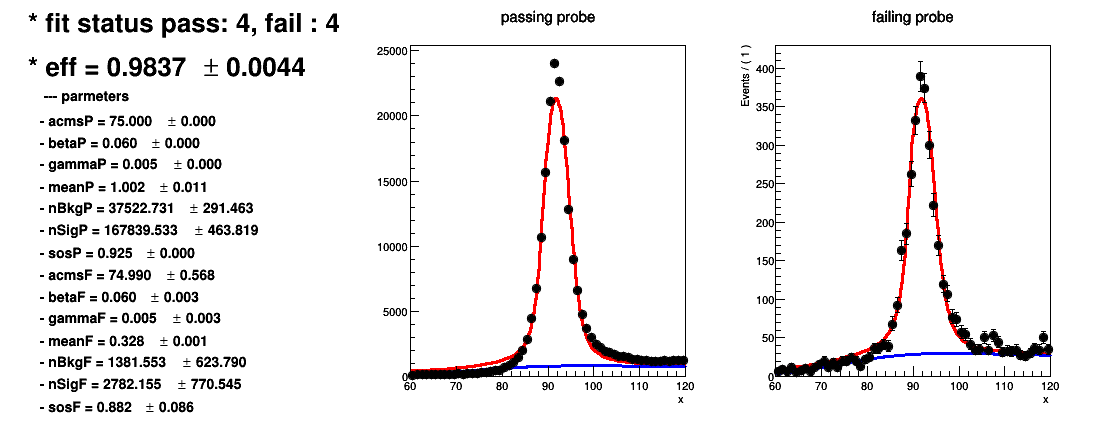 * fit status pass: 4, fail : 4
* eff = 0.9837 ± 0.0044
--- parmeters
- acmsP = 75.000 ± 0.000
- betaP = 0.060 ± 0.000
- gammaP = 0.005 ± 0.000
- meanP = 1.002 ± 0.011
- nBkgP = 37522.731 ± 291.463
- nSigP = 167839.533 ± 463.819
- sosP = 0.925 ± 0.000
- acmsF = 74.990 ± 0.568
- betaF = 0.060 ± 0.003
- gammaF = 0.005 ± 0.003
- meanF = 0.328 ± 0.001
- nBkgF = 1381.553 ± 623.790
- nSigF = 2782.155 ± 770.545
- sosF = 0.882 ± 0.086
passing probe
25000
20000
15000
10000
5000
0
60 70 80 90 100 110 120
x
failing probe
Events / ( 1 )
400
350
300
250
200
150
100
50
0
60 70 80 90 100 110 120
x